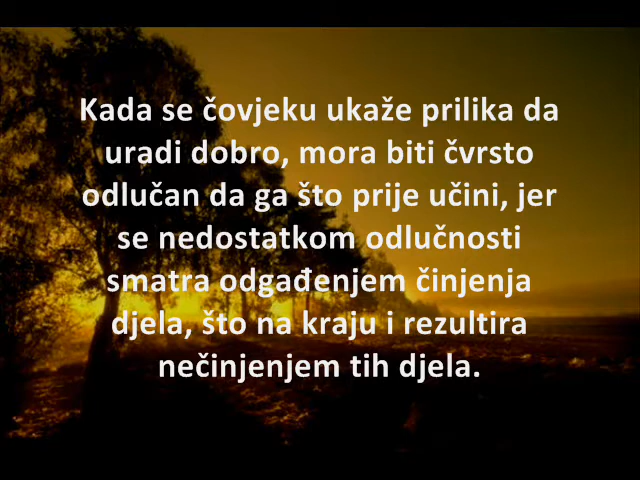 Kada se čovjeku ukaže prilika da
uradi dobro, mora biti čvrsto
odlučan da ga što prije učini, jer
se nedostatkom odlučnosti
smatra odgađenjem činjenja
djela, što na kraju i rezultira
nečinjenjem tih djela.